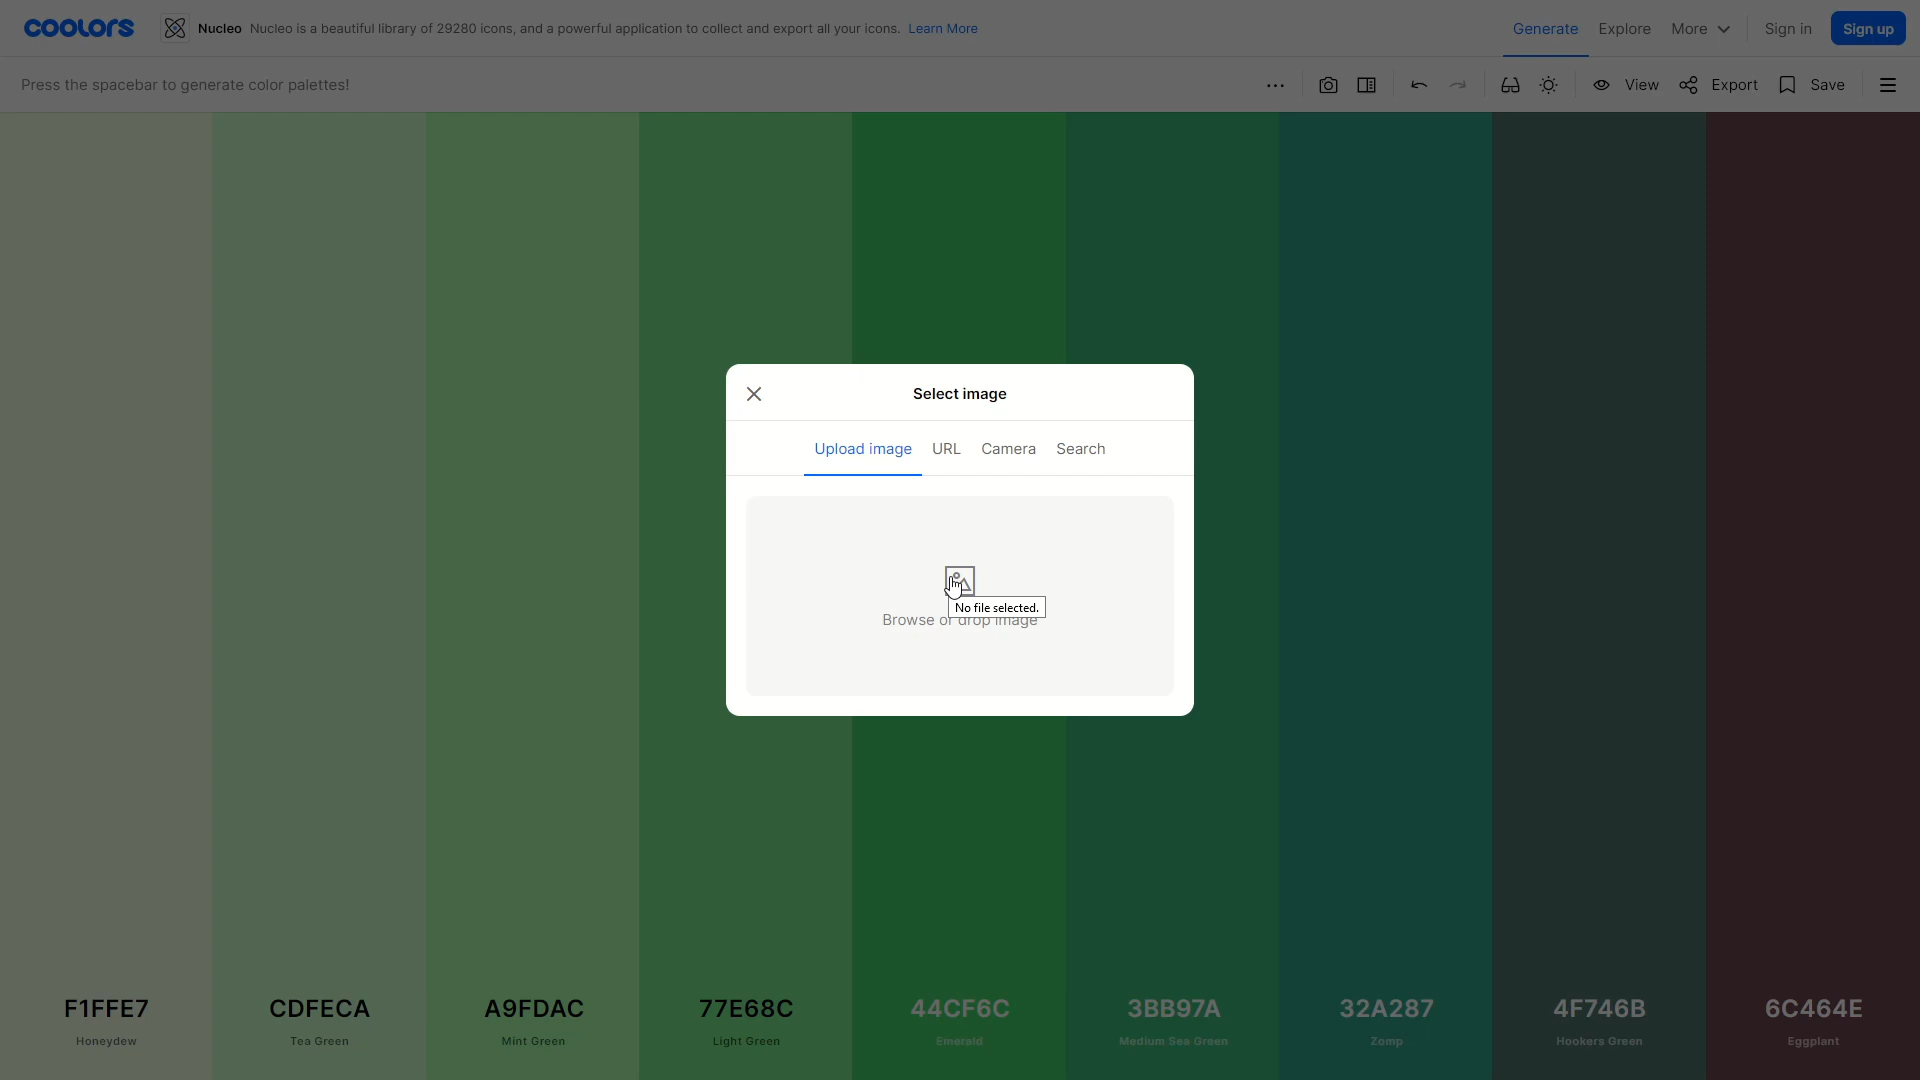 coolors
Nucleo Nucleo is a beautiful library of 29280 icons, and a powerful application to collect and export all your icons. Learn More
Generate Explore More Sign in Sign up
Press the spacebar to generate color palettes!
View Export Save
Select image
Upload image URL Camera Search
No file selected.
Browse or drop image
F1FFE7 CDFECA A9FDAC 77E68C 44CF6C 3BB97A 32A287 4F746B 6C464E
Honeydew Tea Green Mint Green Light Green Emerald Medium Sea Green Zomp Hookers Green Eggplant